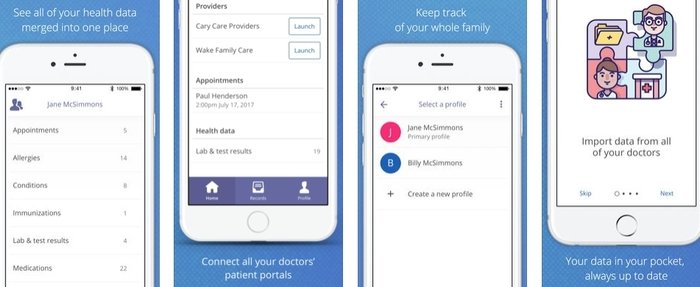 See all of your health data
merged into one place
9:41
100%
Jane McSimmons
Appointments 5
Allergies 14
Conditions 8
Immunizations 1
Lab & test results 4
Medications 22
Providers
Cary Care Providers Launch
Wake Family Care Launch
Appointments
Paul Henderson
2:00pm July 17, 2017
Health data
Lab & test results 19
Home Records Profile
Connect all your doctors'
patient portals
Keep track
of your whole family
9:41
100%
Select a profile
J Jane McSimmons
Primary profile
B Billy McSimmons
+ Create a new profile
Import data from all
of your doctors
Skip Next
Your data in your pocket,
always up to date